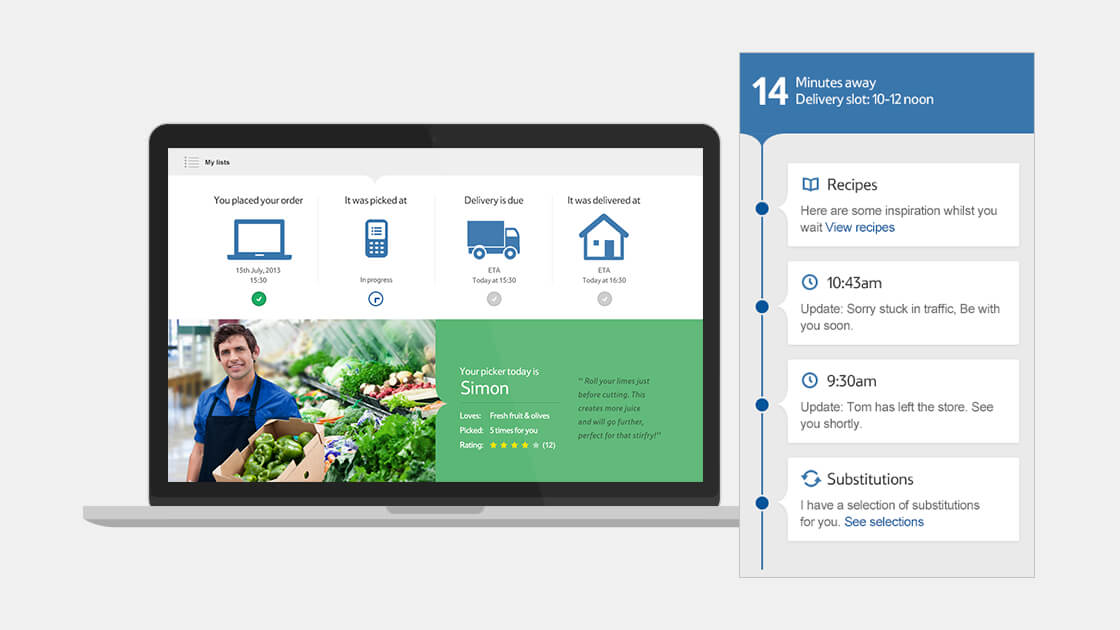 My lists
You placed your order
15th July, 2013
15:30
It was picked at
In progress
Delivery is due
ETA
Today at 15:30
It was delivered at
ETA
Today at 16:30
Your picker today is
Simon
Loves: Fresh fruit & olives
Picked: 5 times for you
Rating: (12)
" Roll your limes just
before cutting. This
creates more juice
and will go further,
perfect for that stirfry!"
14 Minutes away
Delivery slot: 10-12 noon
Recipes
Here are some inspiration whilst you
wait View recipes
10:43am
Update: Sorry stuck in traffic, Be with
you soon.
9:30am
Update: Tom has left the store. See
you shortly.
Substitutions
I have a selection of substitutions
for you. See selections